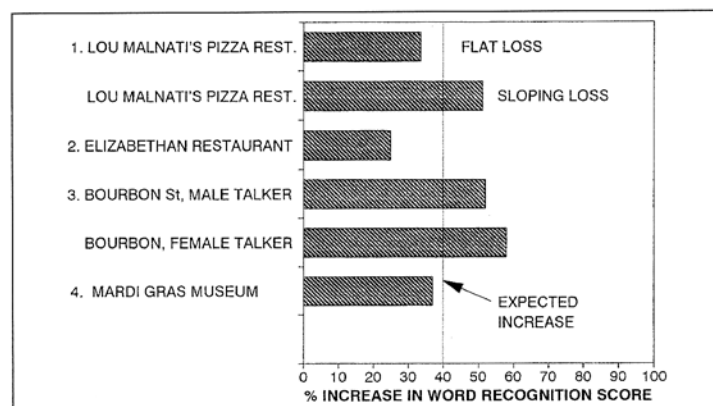 1. LOU MALNATI'S PIZZA REST.
FLAT LOSS
LOU MALNATI'S PIZZA REST.
SLOPING LOSS
2. ELIZABETHAN RESTAURANT
3. BOURBON St, MALE TALKER
BOURBON, FEMALE TALKER
4. MARDI GRAS MUSEUM
EXPECTED
INCREASE
0 10 20 30 40 50 60 70 80 90 100
% INCREASE IN WORD RECOGNITION SCORE